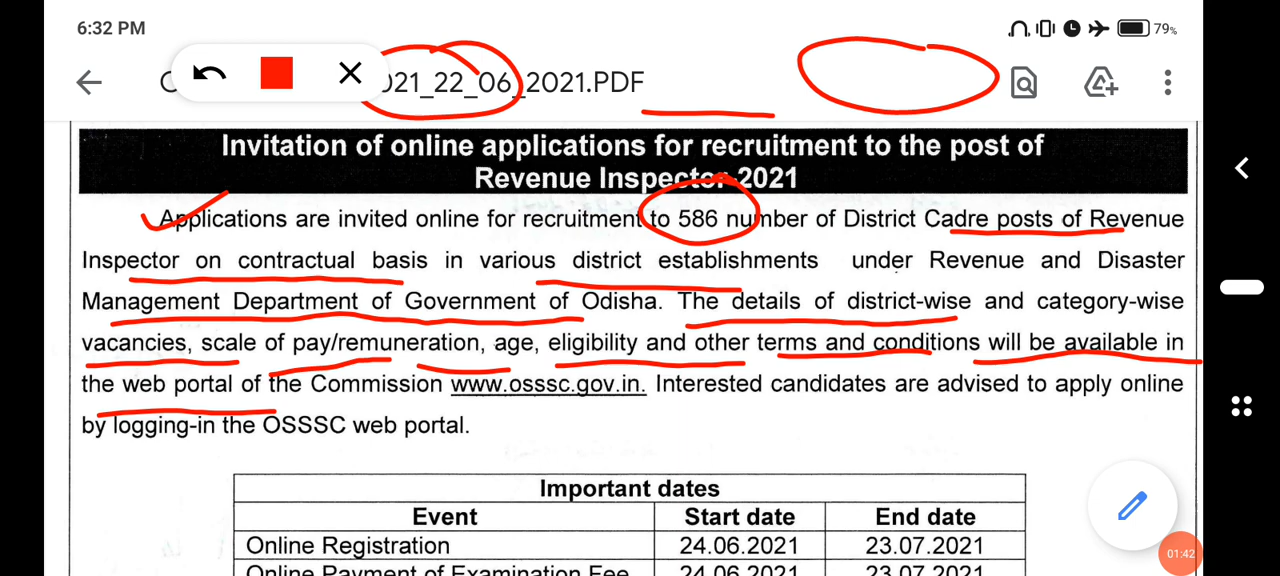 6:32 PM
79%
021_22_06_2021.PDF
Invitation of online applications for recruitment to the post of
Revenue Inspector-2021
Applications are invited online for recruitment to 586 number of District Cadre posts of Revenue
Inspector on contractual basis in various district establishments under Revenue and Disaster
Management Department of Government of Odisha. The details of district-wise and category-wise
vacancies, scale of pay/remuneration, age, eligibility and other terms and conditions will be available in
the web portal of the Commission www.osssc.gov.in. Interested candidates are advised to apply online
by logging-in the OSSSC web portal.
Important dates
Event Start date End date
Online Registration 24.06.2021 23.07.2021
Online Payment of Examination Fee 24.06.2021 23.07.2021
01:42